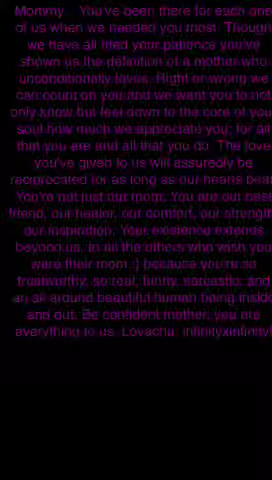 Mommy. You've been there for each one
of us when we needed you most. Though
we have all tried your patience you've
shown us the definition of a mother who
unconditionally loves. Right or wrong we
can count on you and we want you to not
only know but feel down to the core of your
soul how much we appreciate you; for all
that you are and all that you do. The love
you've given to us will assuredly be
reciprocated for as long as our hearts beat.
You're not just our mom. You are our best
friend, our healer, our comfort, our strength
our inspiration. Your existence extends
beyond us, in all the others who wish you
were their mom :) because you're so
trustworthy, so real, funny, sarcastic, and
an all around beautiful human being inside
and out. Be confident mother, you are
everything to us. Lovechu infinityxinfinity!